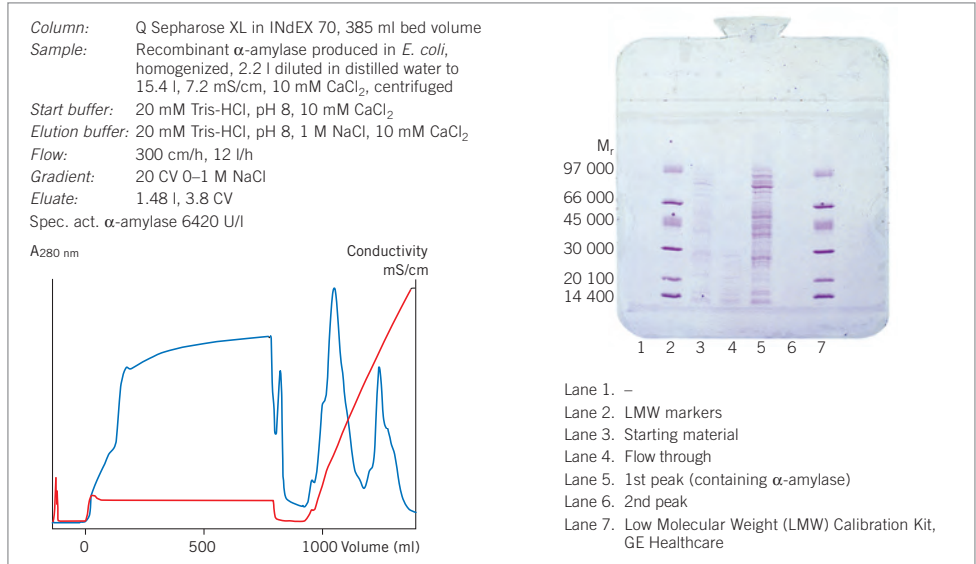 Column: Q Sepharose XL in INdEX 70, 385 ml bed volume
Sample: Recombinant α-amylase produced in E. coli,
homogenized, 2.2 l diluted in distilled water to
15.4 l, 7.2 mS/cm, 10 mM CaCl₂, centrifuged
Start buffer: 20 mM Tris-HCl, pH 8, 10 mM CaCl₂
Elution buffer: 20 mM Tris-HCl, pH 8, 1 M NaCl, 10 mM CaCl₂
Flow: 300 cm/h, 12 l/h
Gradient: 20 CV 0–1 M NaCl
Eluate: 1.48 l, 3.8 CV
Spec. act. α-amylase 6420 U/l
A280 nm
Conductivity
mS/cm
0 500 1000 Volume (ml)
Mr
97 000
66 000
45 000
30 000
20 100
14 400
1 2 3 4 5 6 7
Lane 1. –
Lane 2. LMW markers
Lane 3. Starting material
Lane 4. Flow through
Lane 5. 1st peak (containing α-amylase)
Lane 6. 2nd peak
Lane 7. Low Molecular Weight (LMW) Calibration Kit,
GE Healthcare